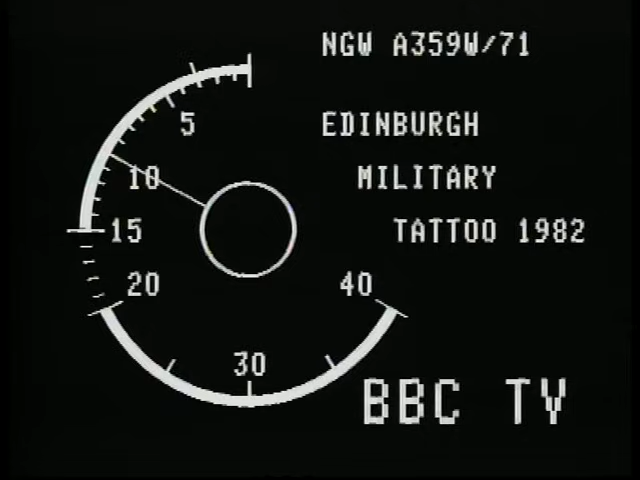 NGW A359W/71
EDINBURGH
MILITARY
TATTOO 1982
5
10
15
20
30
40
BBC TV